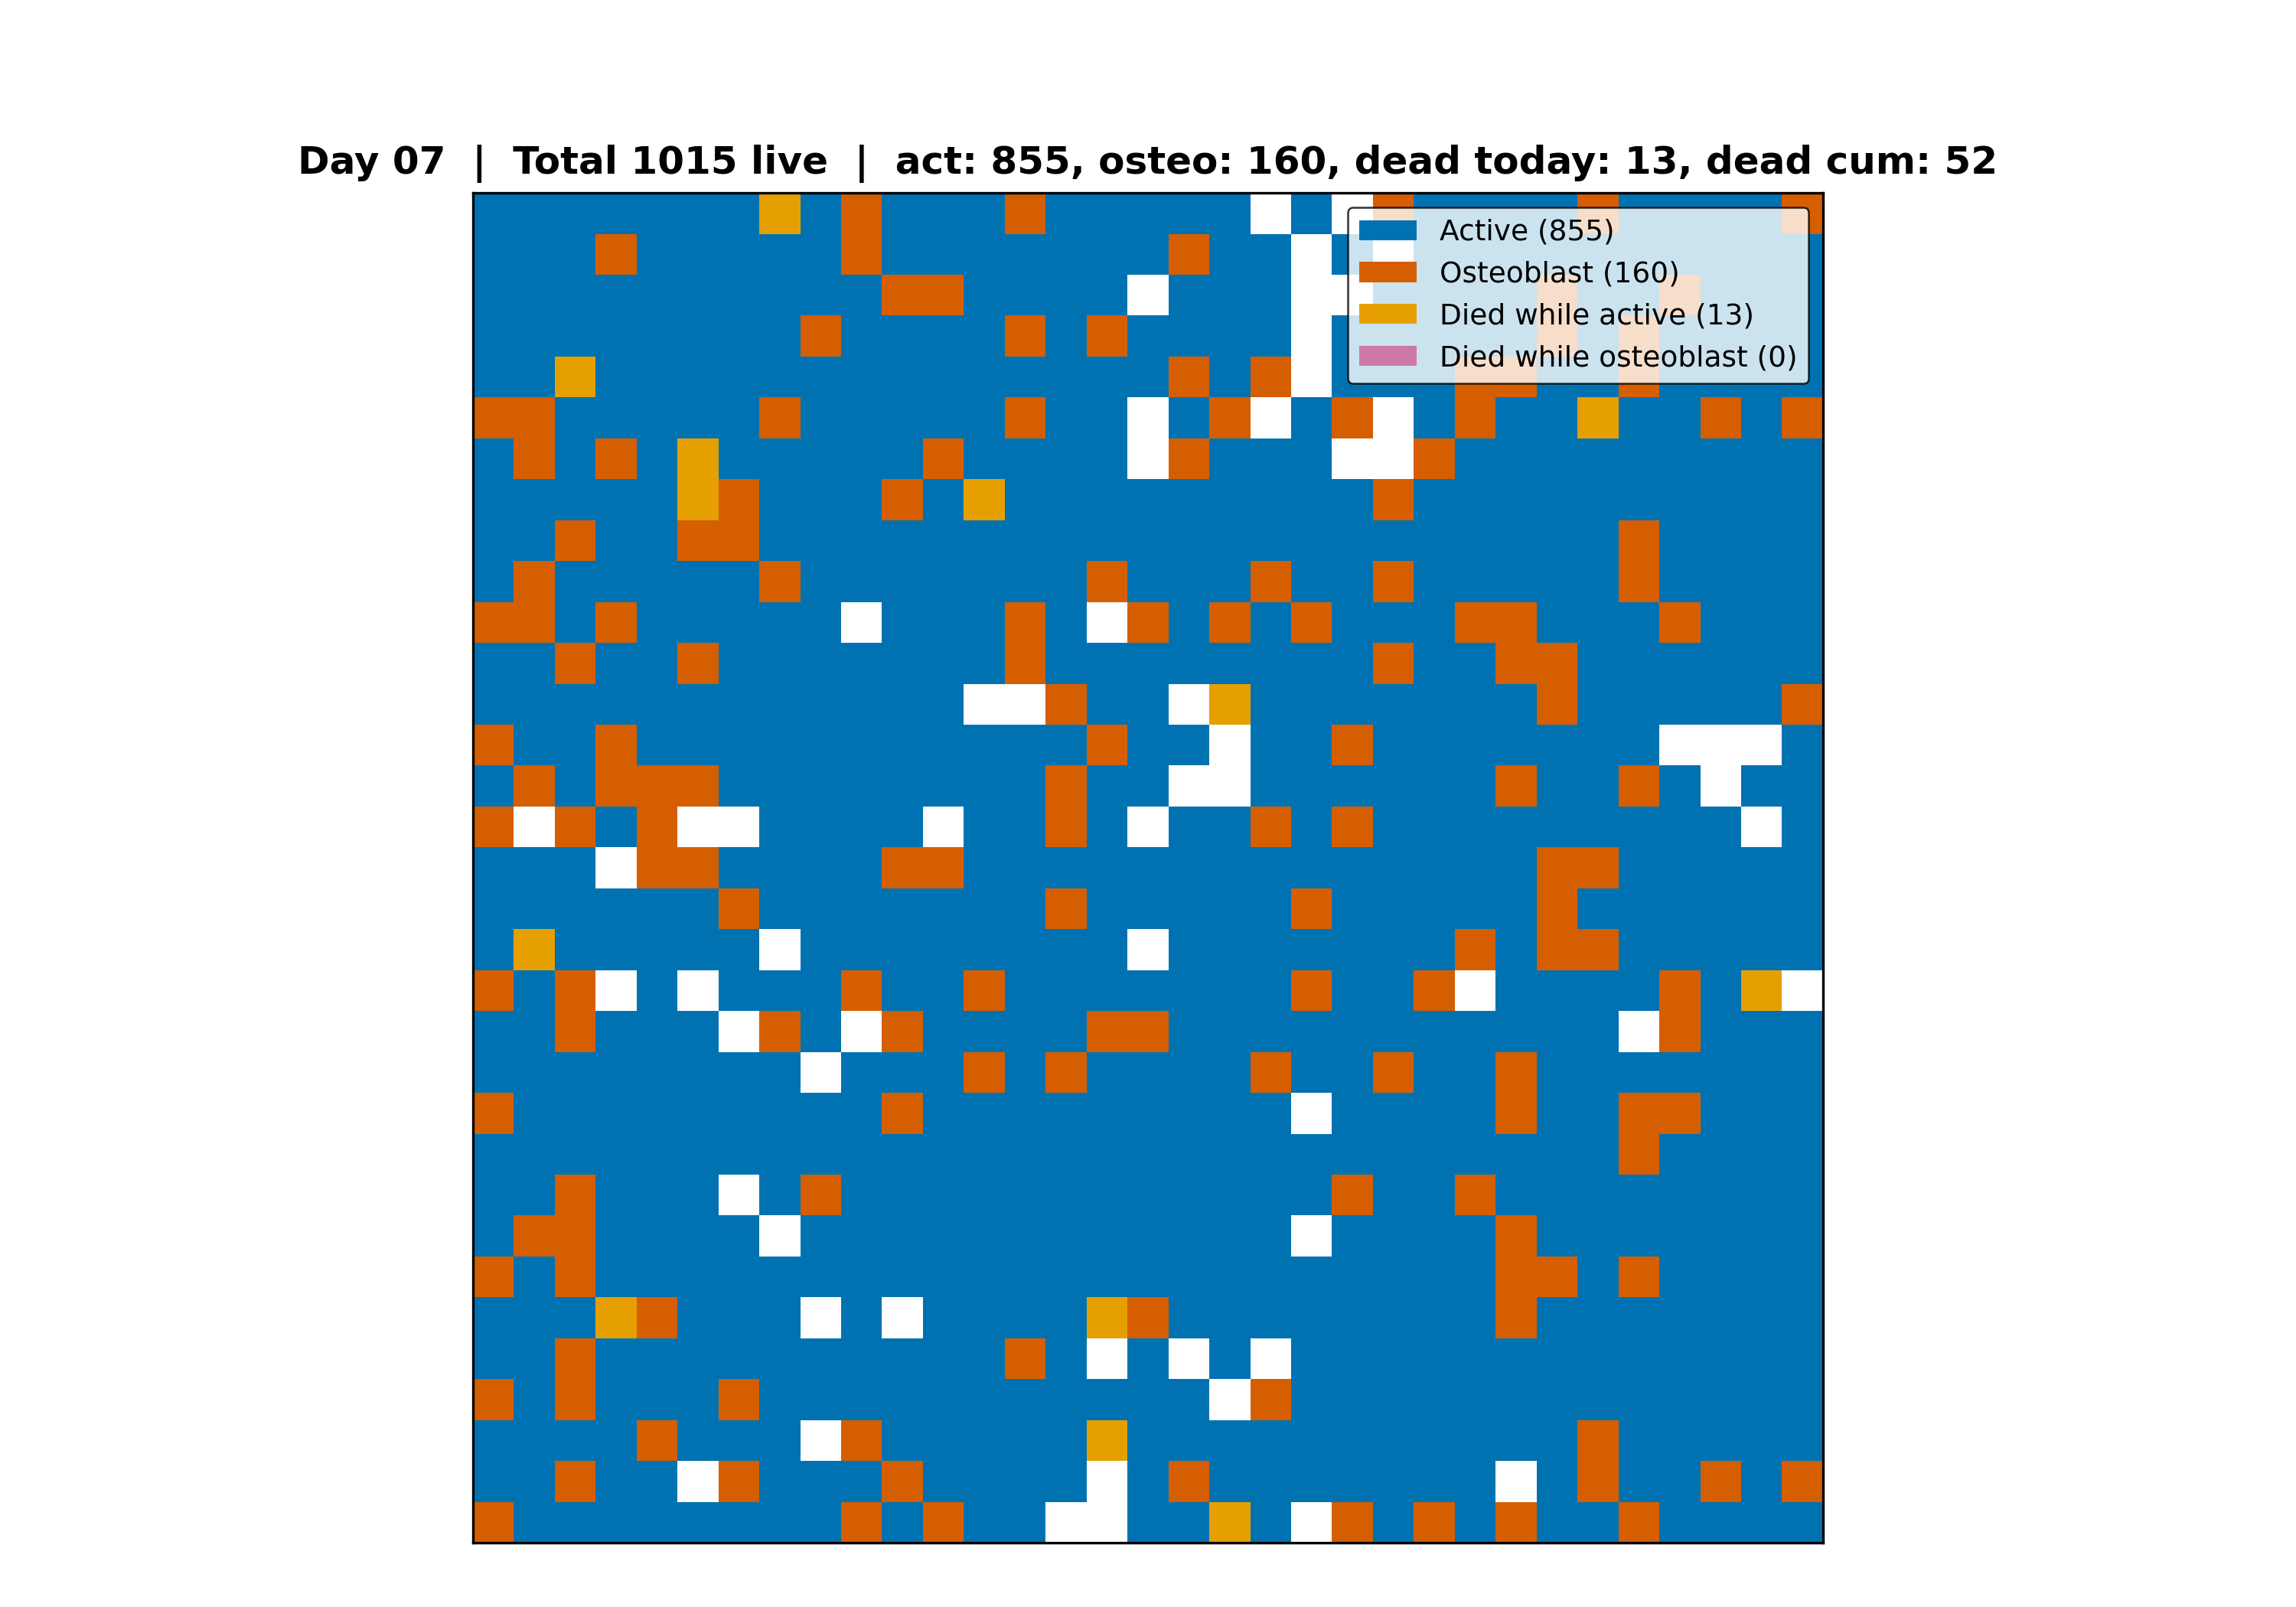 Day 07 | Total 1015 live | act: 855, osteo: 160, dead today: 13, dead cum: 52
Active (855)
Osteoblast (160)
Died while active (13)
Died while osteoblast (0)